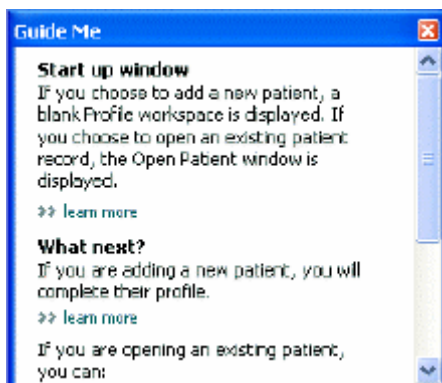 Guide Me
Start up window
If you choose to add a new patient, a
blank Profile workspace is displayed. If
you choose to open an existing patient
record, the Open Patient window is
displayed.
>> learn more
What next?
If you are adding a new patient, you will
complete their profile.
>> learn more
If you are opening an existing patient,
you can: